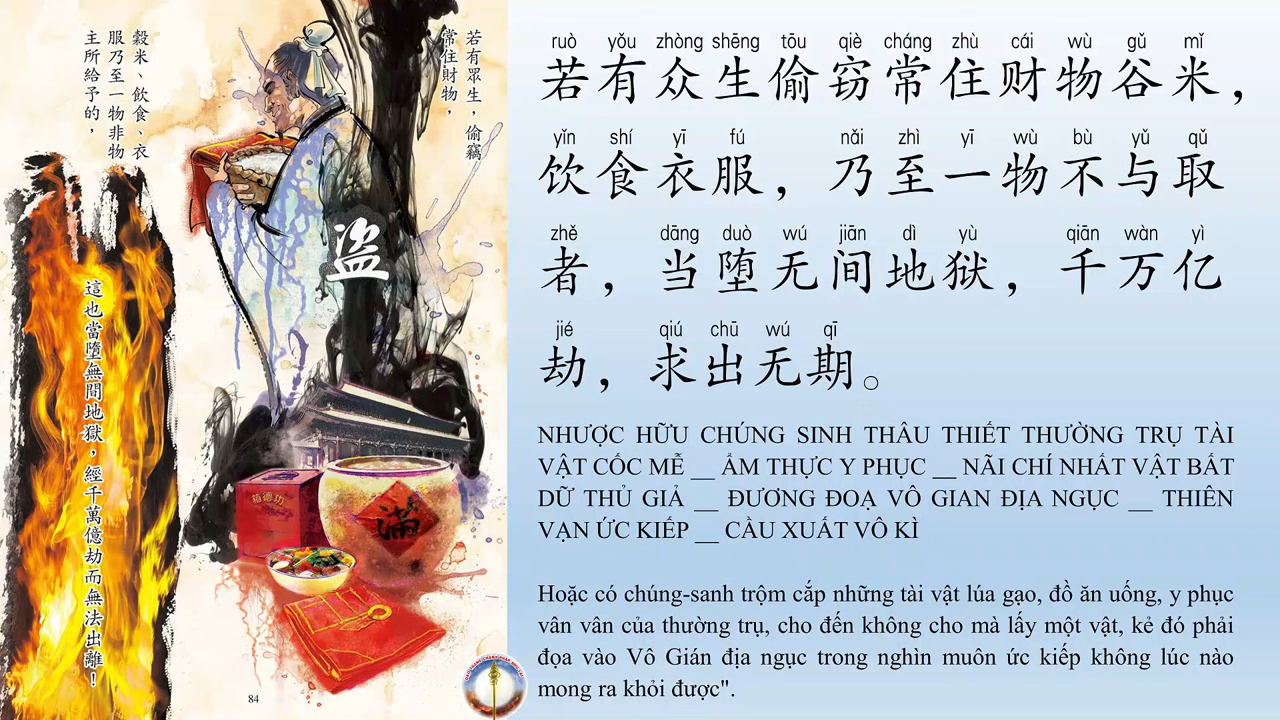 若有眾生，偷竊
常住財物，
穀米、飲食、衣
服乃至一物非物
主所給予的，
盗
這也當墮無間地獄，經千萬億劫而無法出離！
箱德功
滿
84
ruò yǒu zhòng shēng tōu qiè cháng zhù cái wù gǔ mǐ
若有众生偷窃常住财物谷米，
yǐn shí yī fú nǎi zhì yī wù bù yǔ qǔ
饮食衣服，乃至一物不与取
zhě dāng duò wú jiān dì yù qiān wàn yì
者，当堕无间地狱，千万亿
jié qiú chū wú qī
劫，求出无期。
NHƯỢC HỮU CHÚNG SINH THÂU THIẾT THƯỜNG TRỤ TÀI
VẬT CỐC MỄ __ ẨM THỰC Y PHỤC __ NÃI CHÍ NHẤT VẬT BẤT
DỮ THỦ GIẢ __ ĐƯƠNG ĐOẠ VÔ GIAN ĐỊA NGỤC __ THIÊN
VẠN ỨC KIẾP __ CẦU XUẤT VÔ KÌ
Hoặc có chúng-sanh trộm cắp những tài vật lúa gạo, đồ ăn uống, y phục
vân vân của thường trụ, cho đến không cho mà lấy một vật, kẻ đó phải
đọa vào Vô Gián địa ngục trong nghìn muôn ức kiếp không lúc nào
mong ra khỏi được".